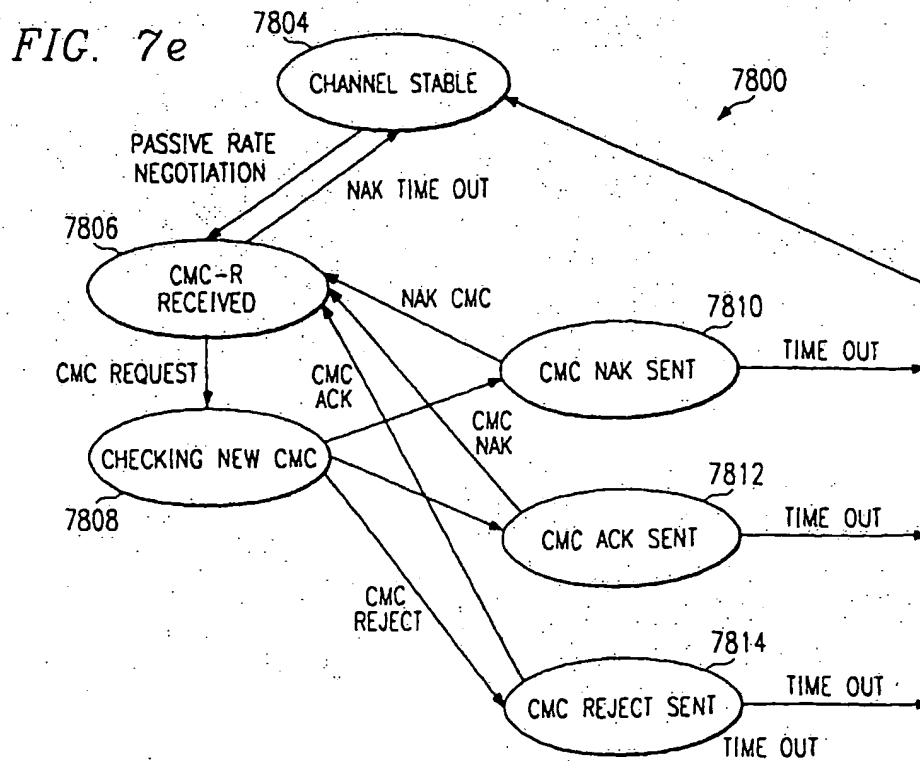 FIG. 7e
7804
CHANNEL STABLE
7800
PASSIVE RATE
NEGOTIATION
NAK TIME OUT
7806
CMC-R
RECEIVED
NAK CMC
7810
CMC NAK SENT
TIME OUT
CMC REQUEST
CMC
ACK
CMC
NAK
CHECKING NEW CMC
7808
7812
CMC ACK SENT
TIME OUT
CMC
REJECT
7814
CMC REJECT SENT
TIME OUT
TIME OUT